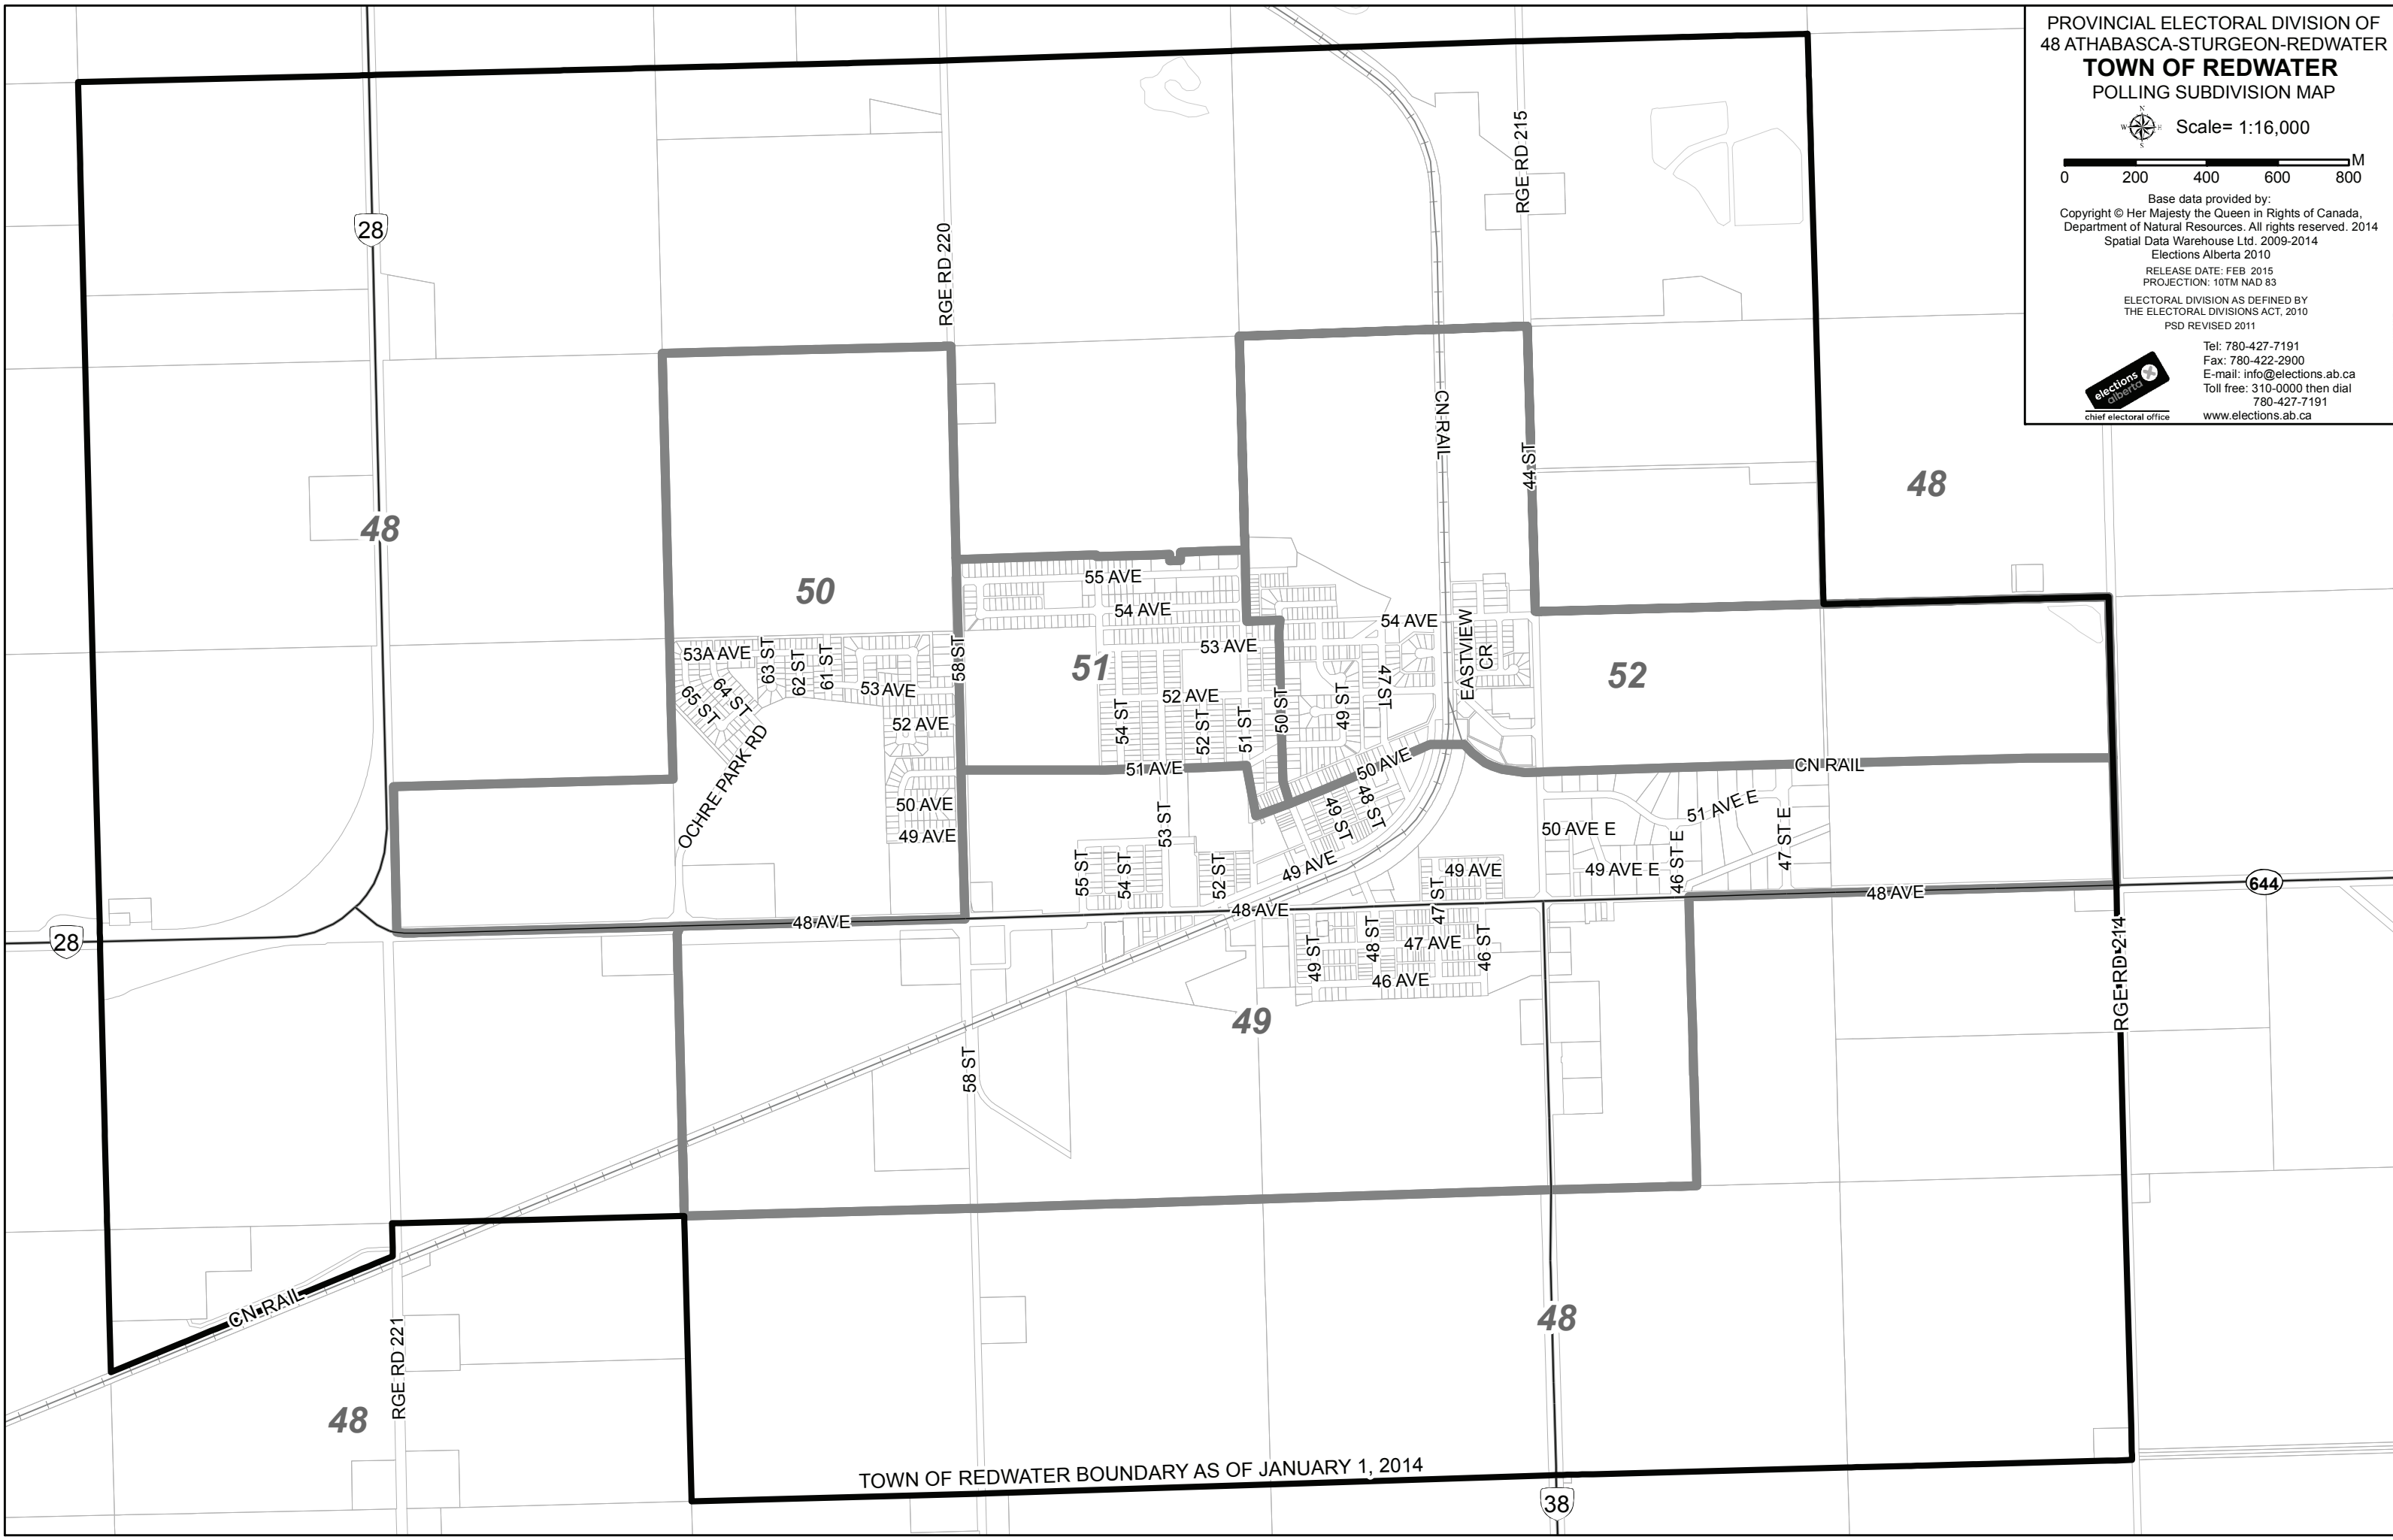 PROVINCIAL ELECTORAL DIVISION OF
48 ATHABASCA-STURGEON-REDWATER
TOWN OF REDWATER
POLLING SUBDIVISION MAP
N
W E
S
Scale= 1:16,000
M
0 200 400 600 800
Base data provided by:
Copyright © Her Majesty the Queen in Rights of Canada,
Department of Natural Resources. All rights reserved. 2014
Spatial Data Warehouse Ltd. 2009-2014
Elections Alberta 2010
RELEASE DATE: FEB 2015
PROJECTION: 10TM NAD 83
ELECTORAL DIVISION AS DEFINED BY
THE ELECTORAL DIVISIONS ACT, 2010
PSD REVISED 2011
Tel: 780-427-7191
Fax: 780-422-2900
E-mail: info@elections.ab.ca
Toll free: 310-0000 then dial
780-427-7191
www.elections.ab.ca
elections
alberta
chief electoral office
28
RGE RD 220
RGE RD 215
CN RAIL
44 ST
48
48
50
55 AVE
54 AVE
54 AVE
53 AVE
53A AVE
63 ST
62 ST
61 ST
58 ST
51
52
EASTVIEW
CR
65 ST
64 ST
53 AVE
52 AVE
52 AVE
54 ST
52 ST
51 ST
50 ST
49 ST
47 ST
OCHRE PARK RD
51 AVE
50 AVE
CN RAIL
50 AVE
49 AVE
53 ST
49 ST
48 ST
51 AVE E
50 AVE E
49 AVE E
46 ST E
47 ST E
55 ST
54 ST
52 ST
49 AVE
49 AVE
47 ST
48 AVE
48 AVE
48 AVE
644
28
49 ST
48 ST
47 AVE
46 ST
46 AVE
RGE RD 214
49
58 ST
CN RAIL
RGE RD 221
48
48
TOWN OF REDWATER BOUNDARY AS OF JANUARY 1, 2014
38